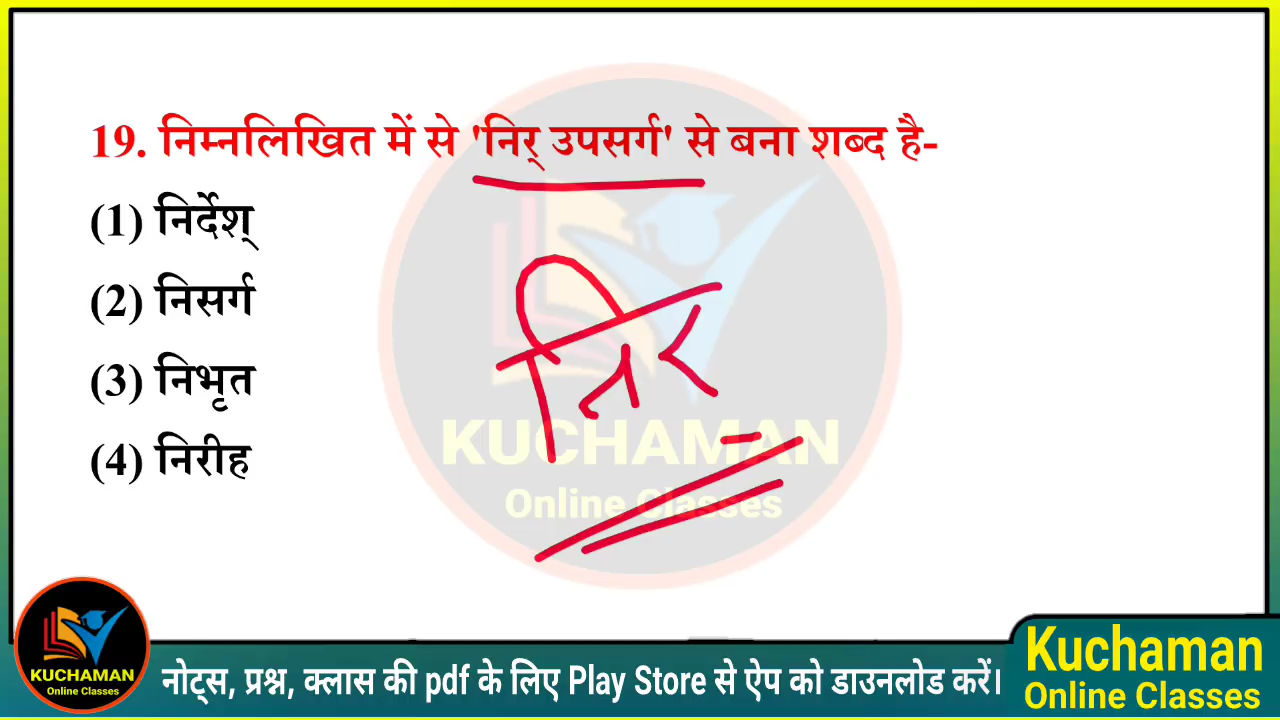 19. निम्नलिखित में से 'निर् उपसर्ग' से बना शब्द है-
(1) निर्देश्
(2) निसर्ग
(3) निभृत
(4) निरीह
निर
KUCHAMAN
Online Classes
KUCHAMAN
Online Classes
नोट्स, प्रश्न, क्लास की pdf के लिए Play Store से ऐप को डाउनलोड करें।
Kuchaman
Online Classes